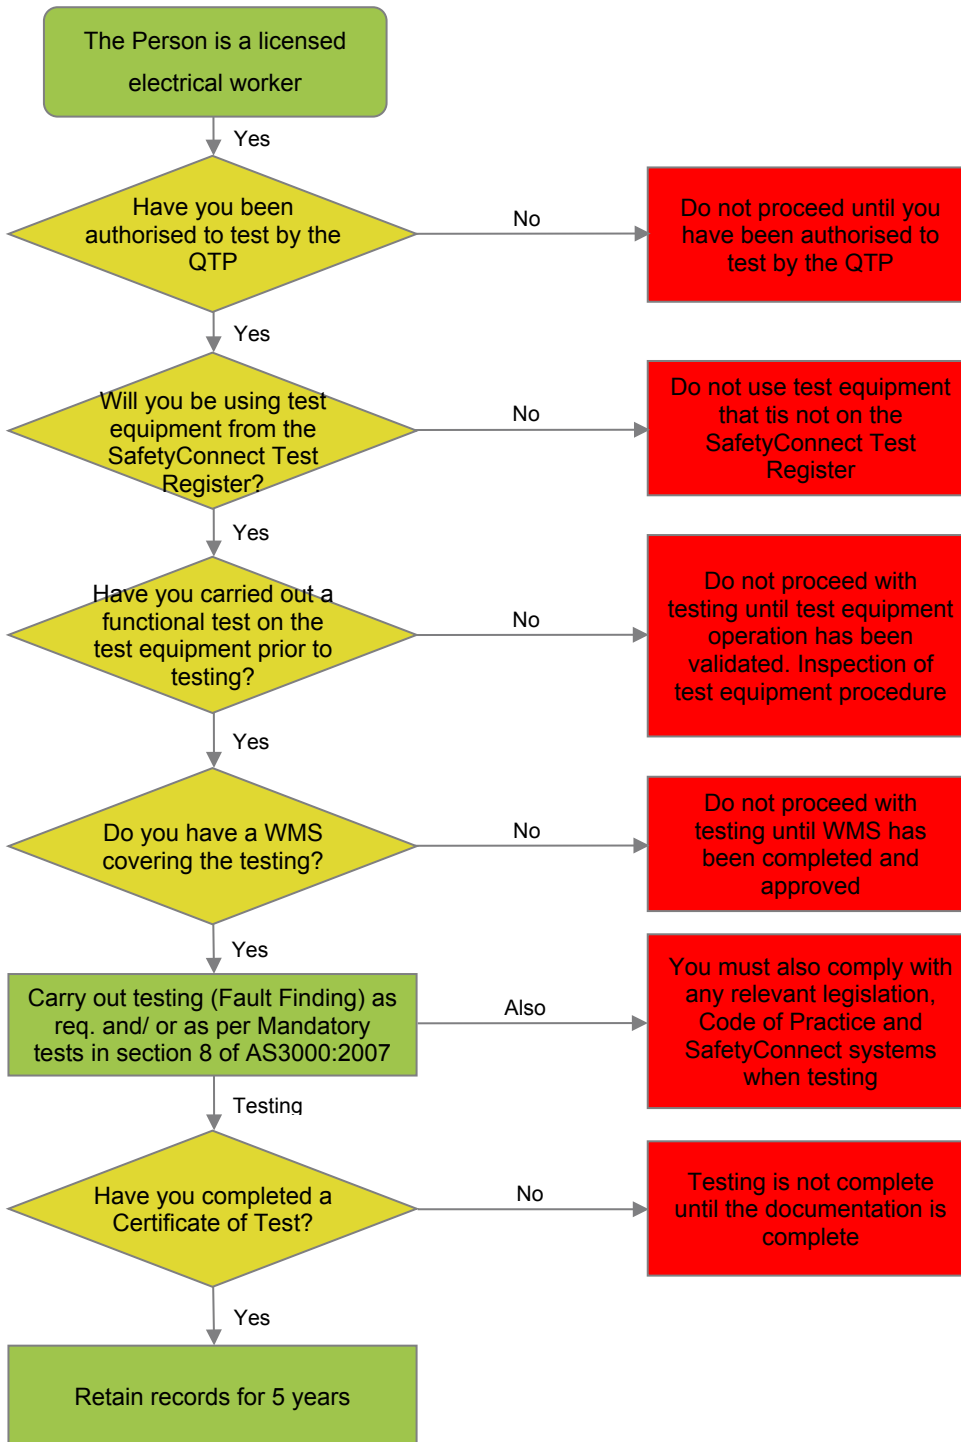 The Person is a licensed
electrical worker
Yes
Have you been
authorised to test by the
QTP
No
Do not proceed until you
have been authorised to
test by the QTP
Yes
Will you be using test
equipment from the
SafetyConnect Test
Register?
No
Do not use test equipment
that tis not on the
SafetyConnect Test
Register
Yes
Have you carried out a
functional test on the
test equipment prior to
testing?
No
Do not proceed with
testing until test equipment
operation has been
validated. Inspection of
test equipment procedure
Yes
Do you have a WMS
covering the testing?
No
Do not proceed with
testing until WMS has
been completed and
approved
Yes
Carry out testing (Fault Finding) as
req. and/ or as per Mandatory
tests in section 8 of AS3000:2007
Also
You must also comply with
any relevant legislation,
Code of Practice and
SafetyConnect systems
when testing
Testing
Have you completed a
Certificate of Test?
No
Testing is not complete
until the documentation is
complete
Yes
Retain records for 5 years